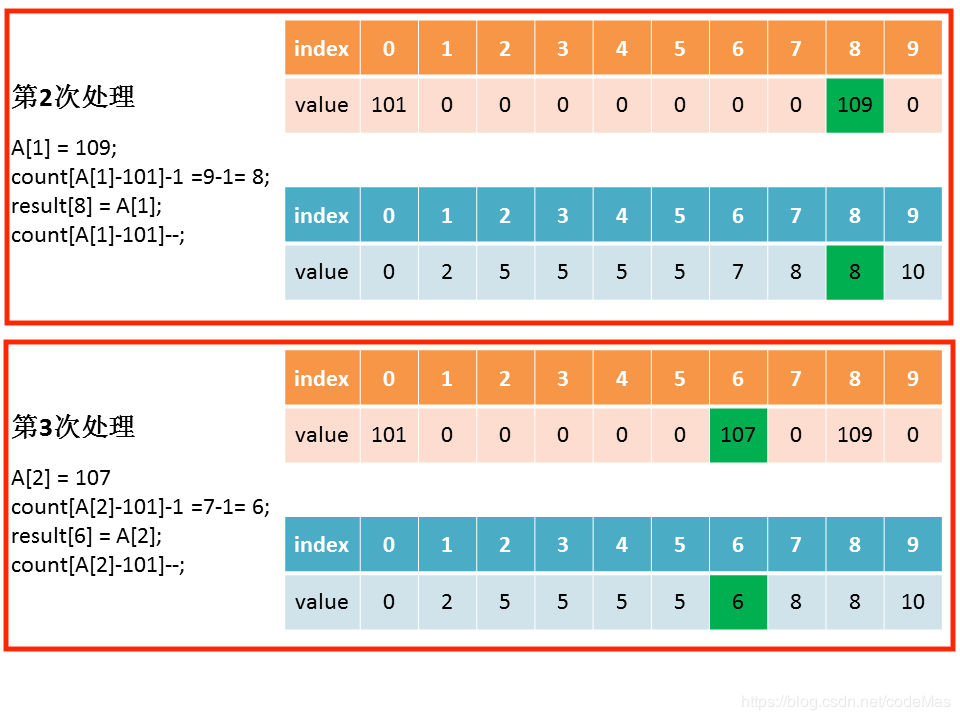 第2次处理
A[1] = 109;
count[A[1]-101]-1 =9-1= 8;
result[8] = A[1];
count[A[1]-101]--;
index 0 1 2 3 4 5 6 7 8 9
value 101 0 0 0 0 0 0 0 109 0
index 0 1 2 3 4 5 6 7 8 9
value 0 2 5 5 5 5 7 8 8 10
第3次处理
A[2] = 107
count[A[2]-101]-1 =7-1= 6;
result[6] = A[2];
count[A[2]-101]--;
index 0 1 2 3 4 5 6 7 8 9
value 101 0 0 0 0 0 107 0 109 0
index 0 1 2 3 4 5 6 7 8 9
value 0 2 5 5 5 5 6 8 8 10
https://blog.csdn.net/codeMas